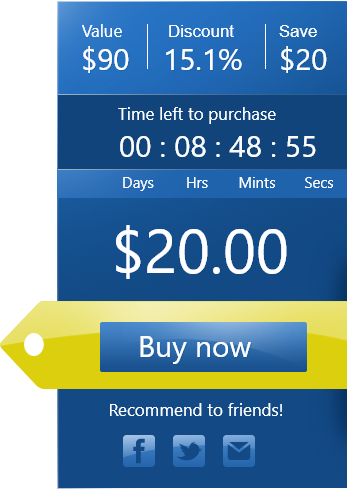 Value Discount Save
$90 15.1% $20
Time left to purchase
00 : 08 : 48 : 55
Days Hrs Mints Secs
$20.00
Buy now
Recommend to friends!